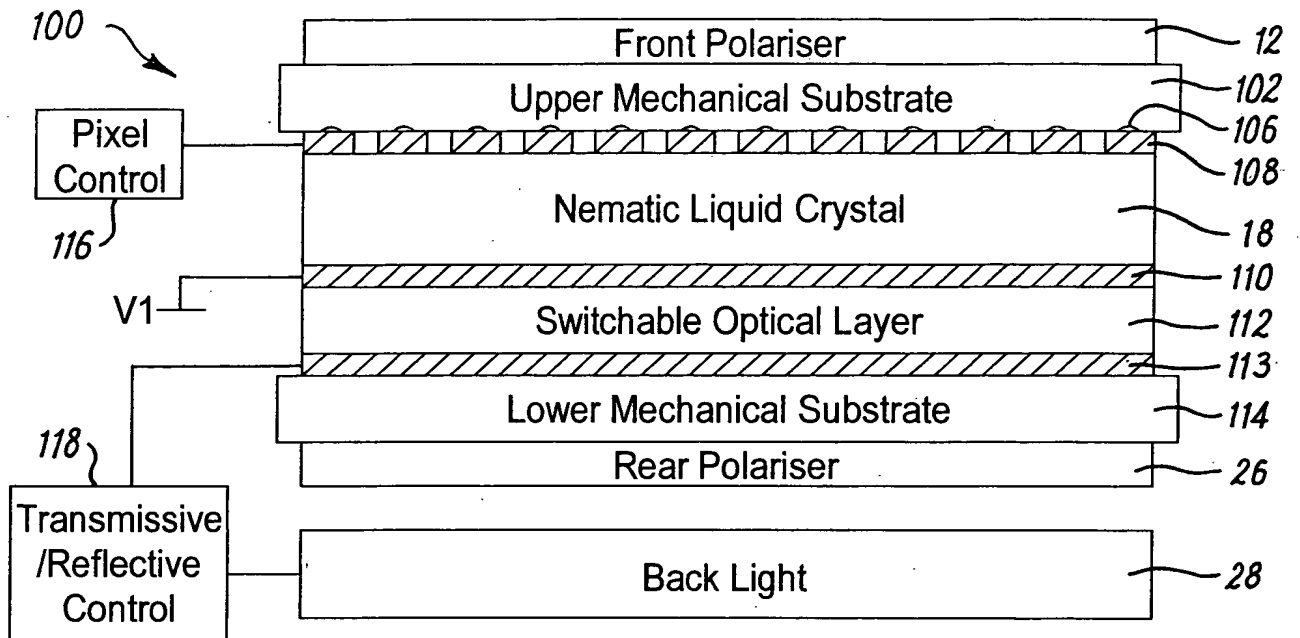 100
Front Polariser
12
Upper Mechanical Substrate
102
Pixel
Control
106
108
116
Nematic Liquid Crystal
18
V1
110
Switchable Optical Layer
112
113
Lower Mechanical Substrate
114
118
Rear Polariser
26
Transmissive
/Reflective
Control
Back Light
28